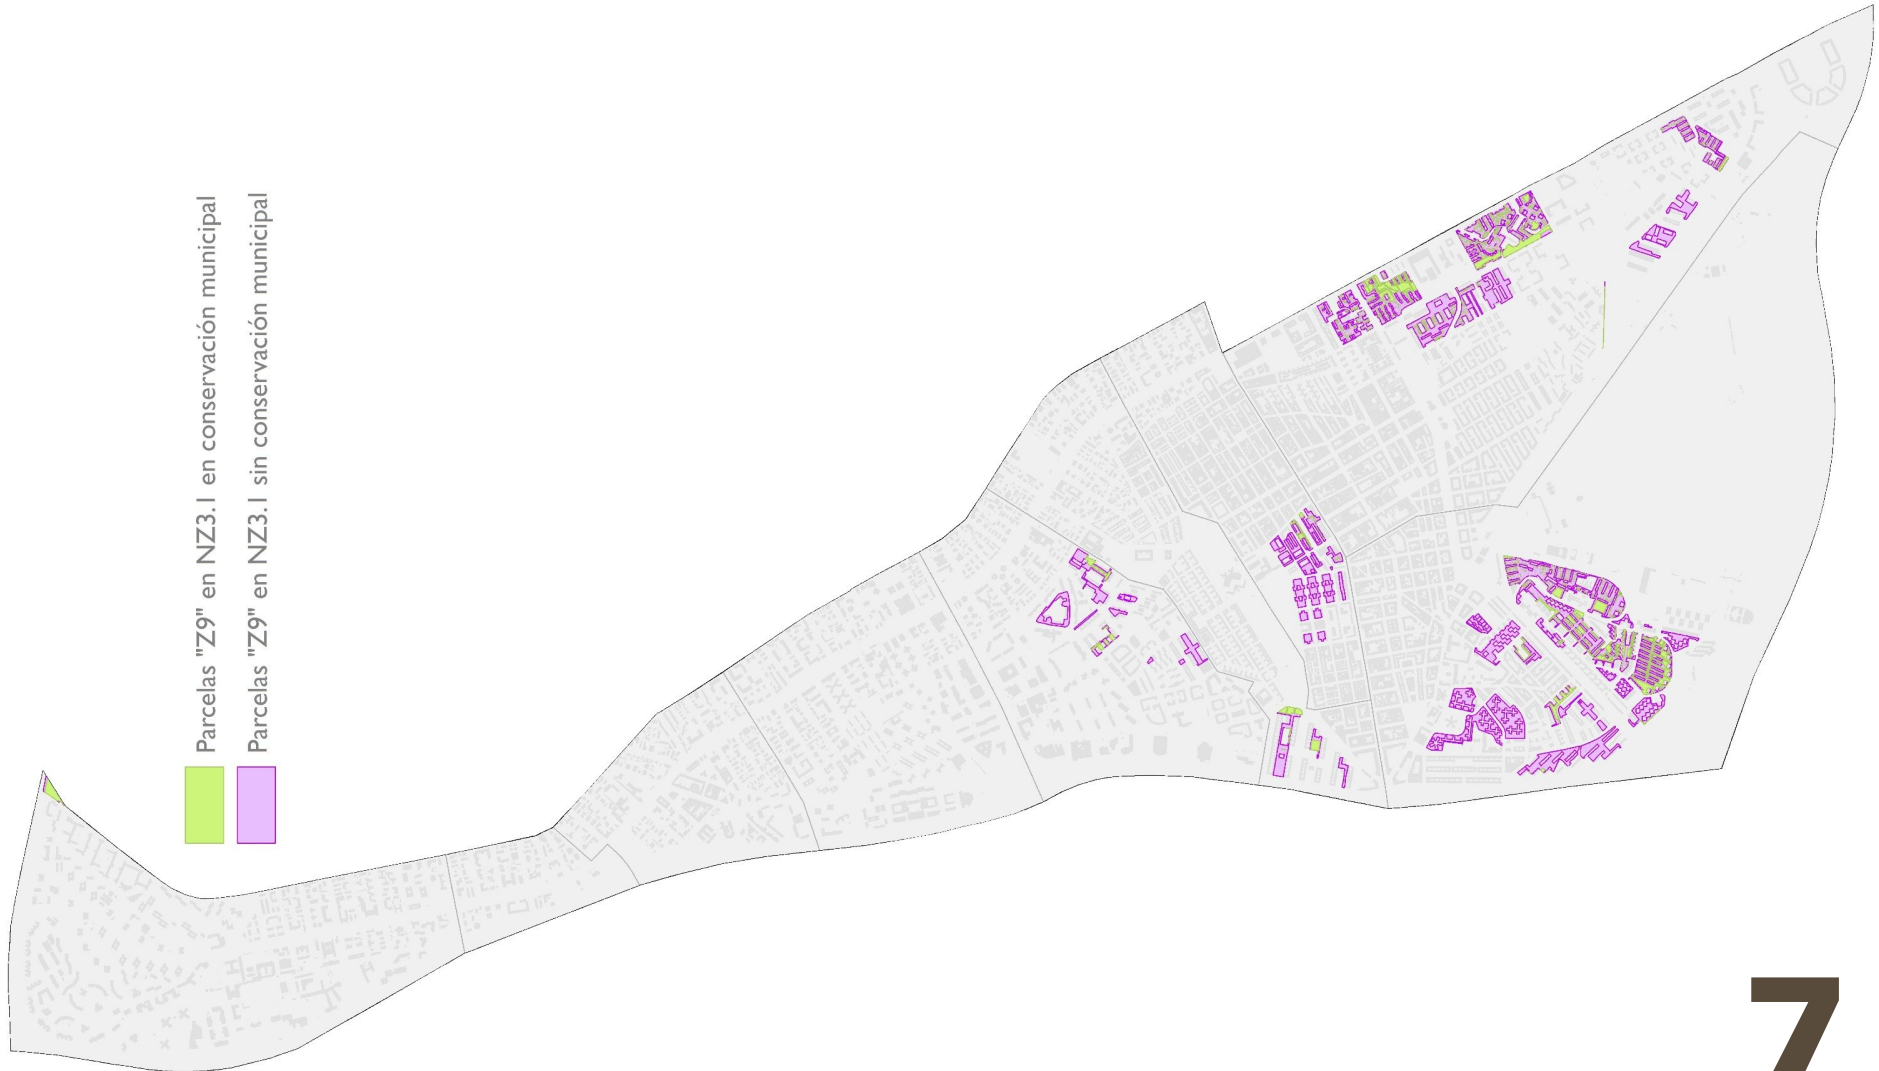 Parcelas "Z9" en NZ3.1 en conservación municipal
Parcelas "Z9" en NZ3.1 sin conservación municipal
7